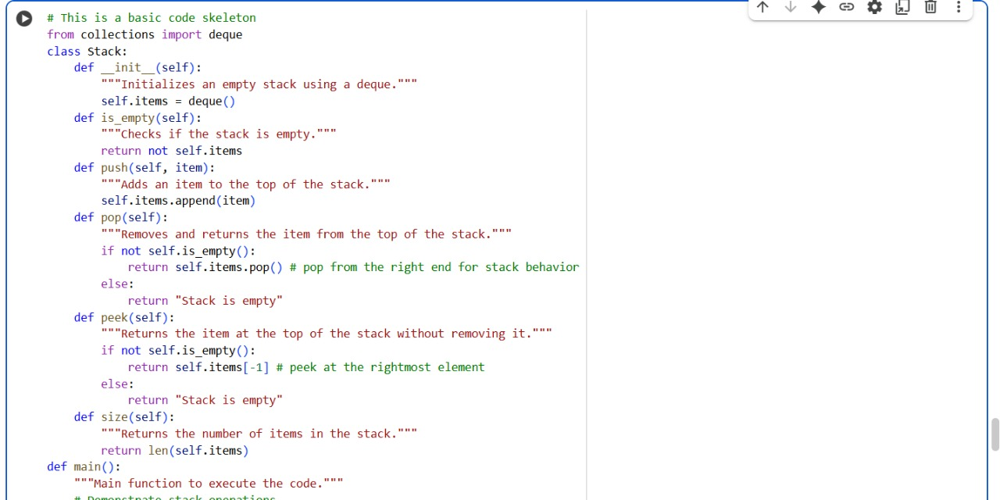 # This is a basic code skeleton
from collections import deque
class Stack:
    def __init__(self):
        """Initializes an empty stack using a deque."""
        self.items = deque()
    def is_empty(self):
        """Checks if the stack is empty."""
        return not self.items
    def push(self, item):
        """Adds an item to the top of the stack."""
        self.items.append(item)
    def pop(self):
        """Removes and returns the item from the top of the stack."""
        if not self.is_empty():
            return self.items.pop() # pop from the right end for stack behavior
        else:
            return "Stack is empty"
    def peek(self):
        """Returns the item at the top of the stack without removing it."""
        if not self.is_empty():
            return self.items[-1] # peek at the rightmost element
        else:
            return "Stack is empty"
    def size(self):
        """Returns the number of items in the stack."""
        return len(self.items)
def main():
    """Main function to execute the code."""
    # Demonstrate stack operations